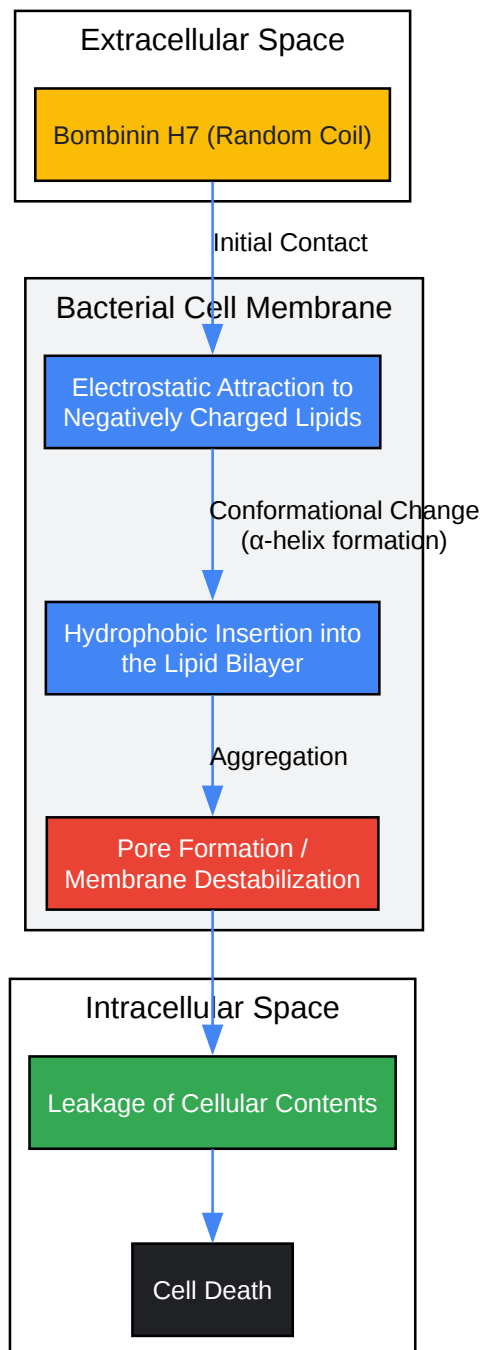 Extracellular Space
Bombinin H7 (Random Coil)
Initial Contact
Bacterial Cell Membrane
Electrostatic Attraction to
Negatively Charged Lipids
Conformational Change
(α-helix formation)
Hydrophobic Insertion into
the Lipid Bilayer
Aggregation
Pore Formation /
Membrane Destabilization
Intracellular Space
Leakage of Cellular Contents
Cell Death